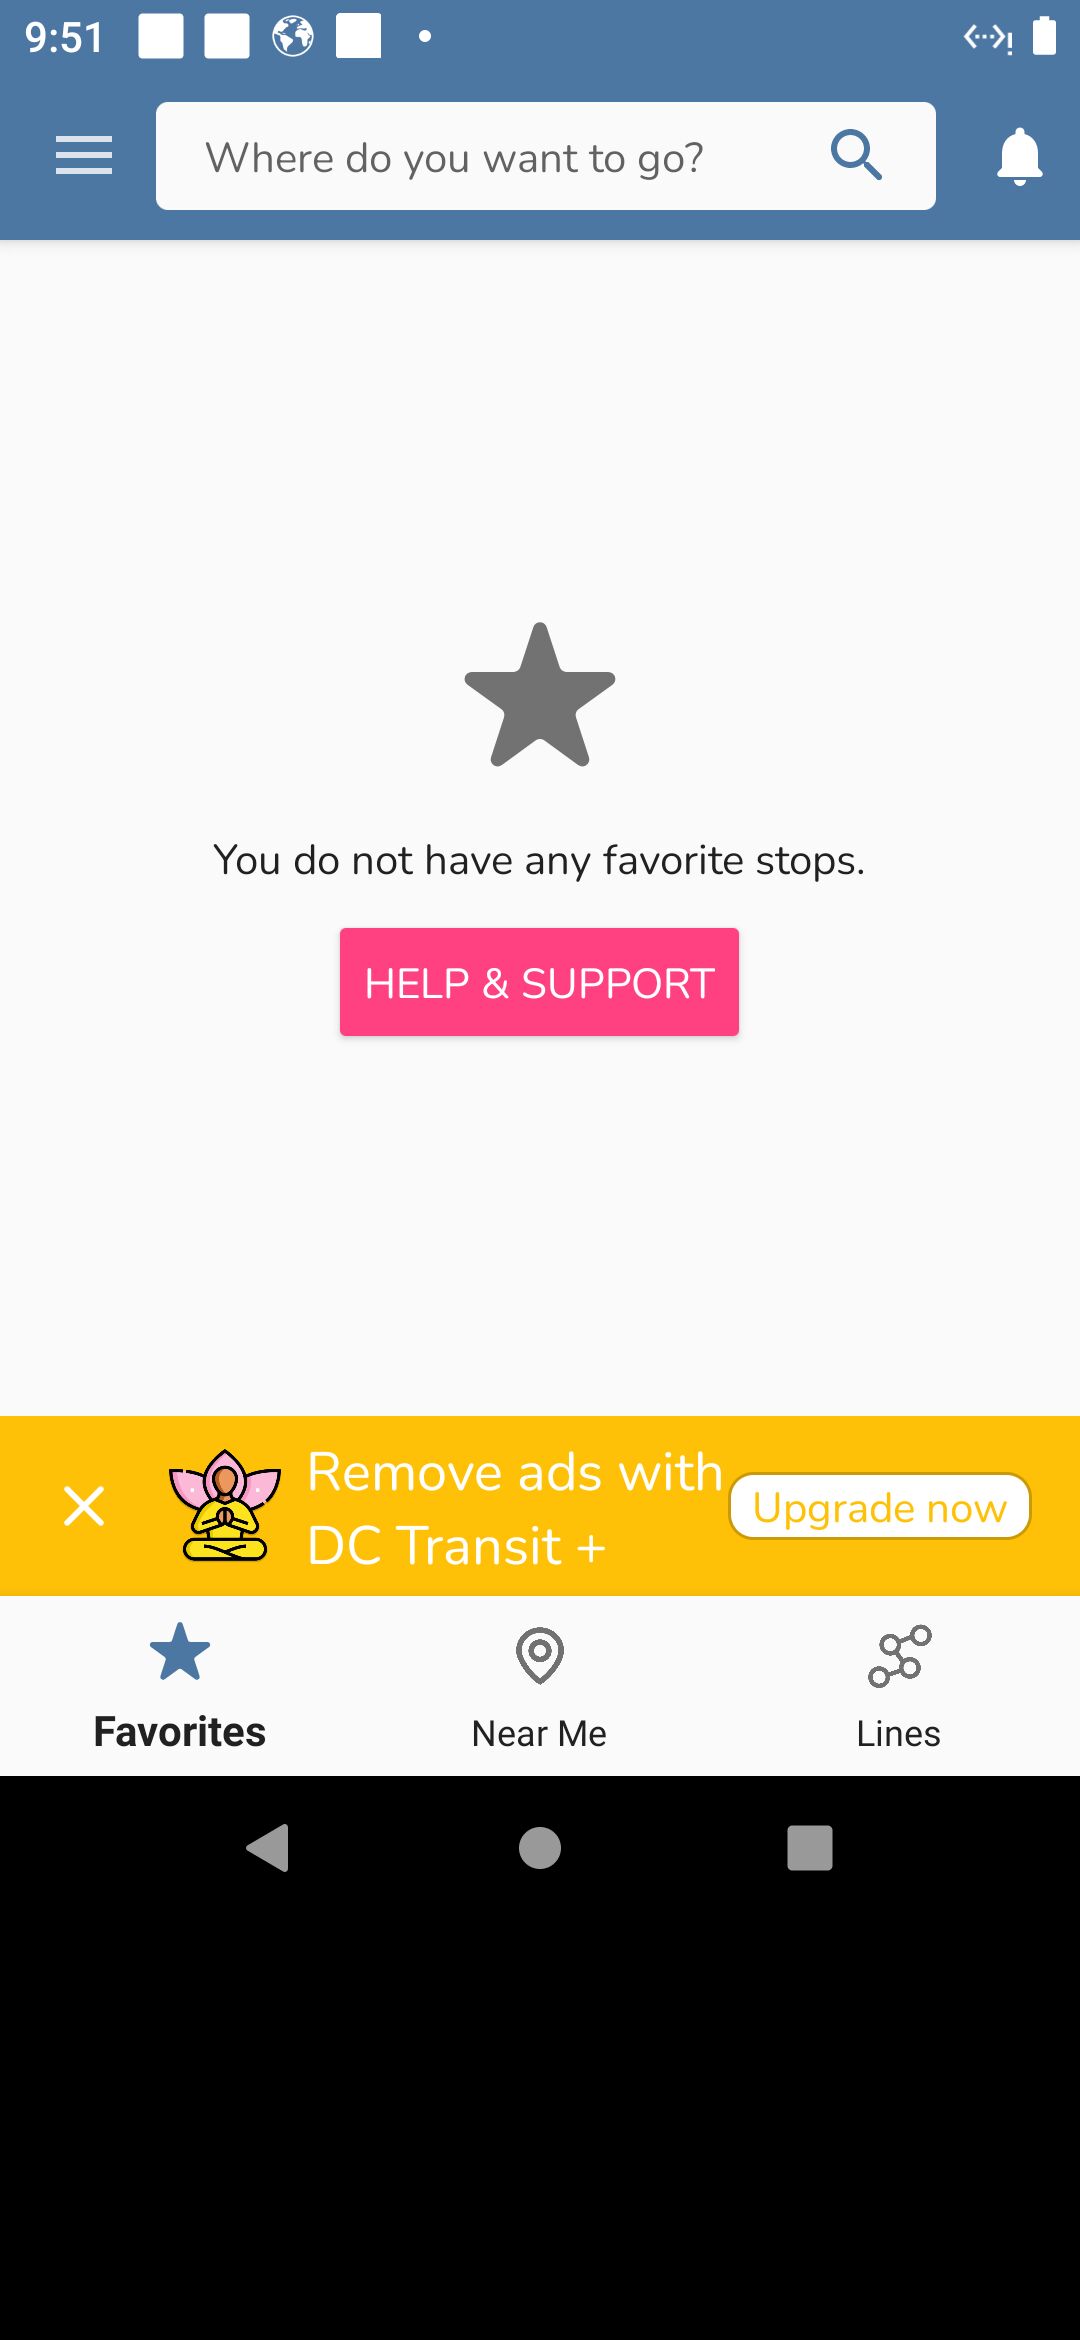 9:51
Where do you want to go?
You do not have any favorite stops.
HELP & SUPPORT
Remove ads with
DC Transit +
Upgrade now
Favorites
Near Me
Lines